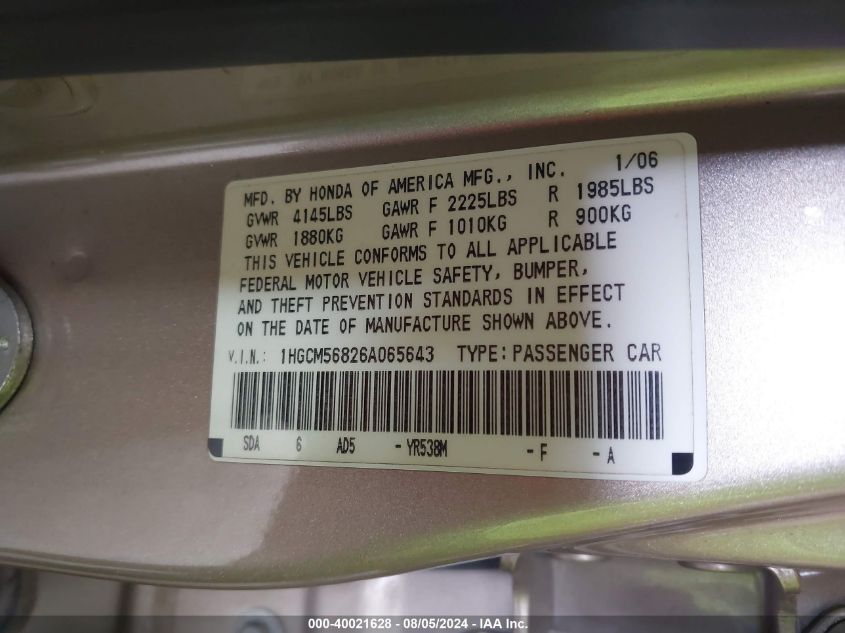 MFD. BY HONDA OF AMERICA MFG., INC. 1/06
GVWR 4145LBS GAWR F 2225LBS R 1985LBS
GVWR 1880KG GAWR F 1010KG R 900KG
THIS VEHICLE CONFORMS TO ALL APPLICABLE
FEDERAL MOTOR VEHICLE SAFETY, BUMPER,
AND THEFT PREVENTION STANDARDS IN EFFECT
ON THE DATE OF MANUFACTURE SHOWN ABOVE.
V.I.N.: 1HGCM56826A065643 TYPE: PASSENGER CAR
SDA 6 AD5 - YR538M - F - A
000-40021628 - 08/05/2024 - IAA Inc.